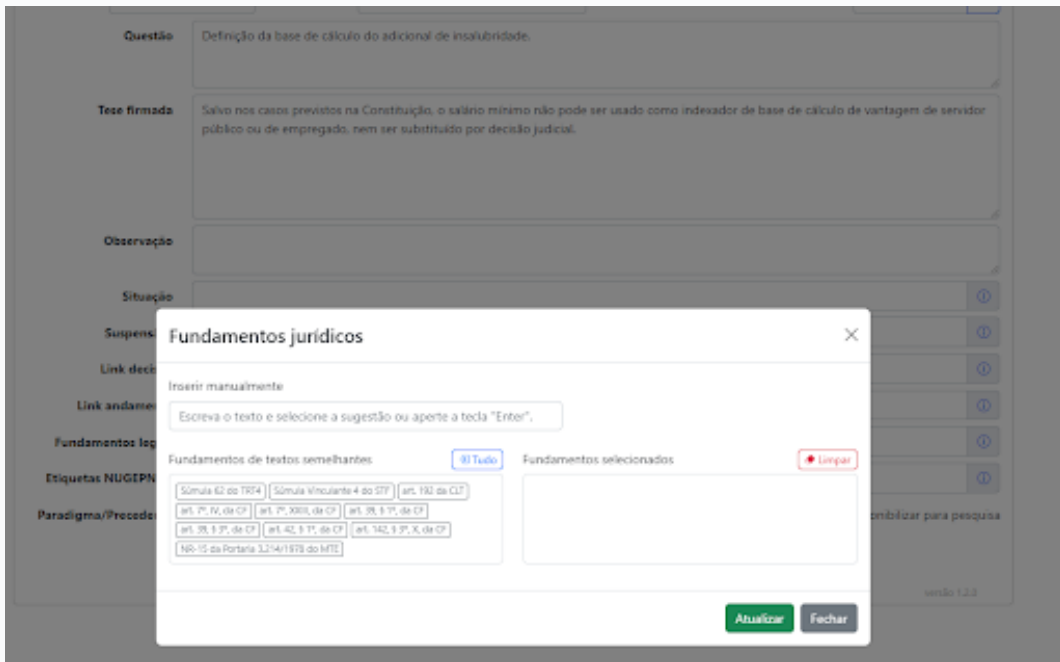 Questão
Definição da base de cálculo do adicional de insalubridade.
Tese firmada
Salvo nos casos previstos na Constituição, o salário mínimo não pode ser usado como indexador de base de cálculo de vantagem de servidor
público ou de empregado, nem ser substituído por decisão judicial.
Observação
Situação
Suspens
Link decis
Link andame
Fundamentos leg
Etiquetas NUGEPN
Paradigma/Precede
ombilizar para pesquisa
versão 1.2.0
Fundamentos jurídicos
Inserir manualmente
Escreva o texto e selecione a sugestão ou aperte a tecla "Enter".
Fundamentos de textos semelhantes
Tudo
Fundamentos selecionados
Limpar
Súmula 62 do TRT4 Súmula Vinculante 4 do STF art. 192 da CLT
art. 7º, IV, da CF art. 7º, XXIII, da CF art. 39, § 1º, da CF
art. 39, § 3º, da CF art. 42, § 1º, da CF art. 142, § 3º, X, da CF
NR-15 da Portaria 3.214/1978 do MTE
Atualizar
Fechar